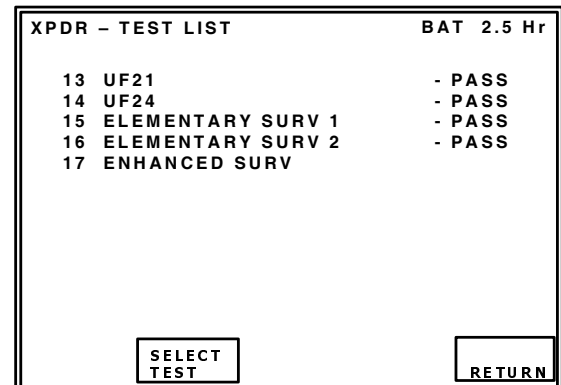 XPDR – TEST LIST BAT 2.5 Hr
13 UF21 - PASS
14 UF24 - PASS
15 ELEMENTARY SURV 1 - PASS
16 ELEMENTARY SURV 2 - PASS
17 ENHANCED SURV
SELECT
TEST
RETURN